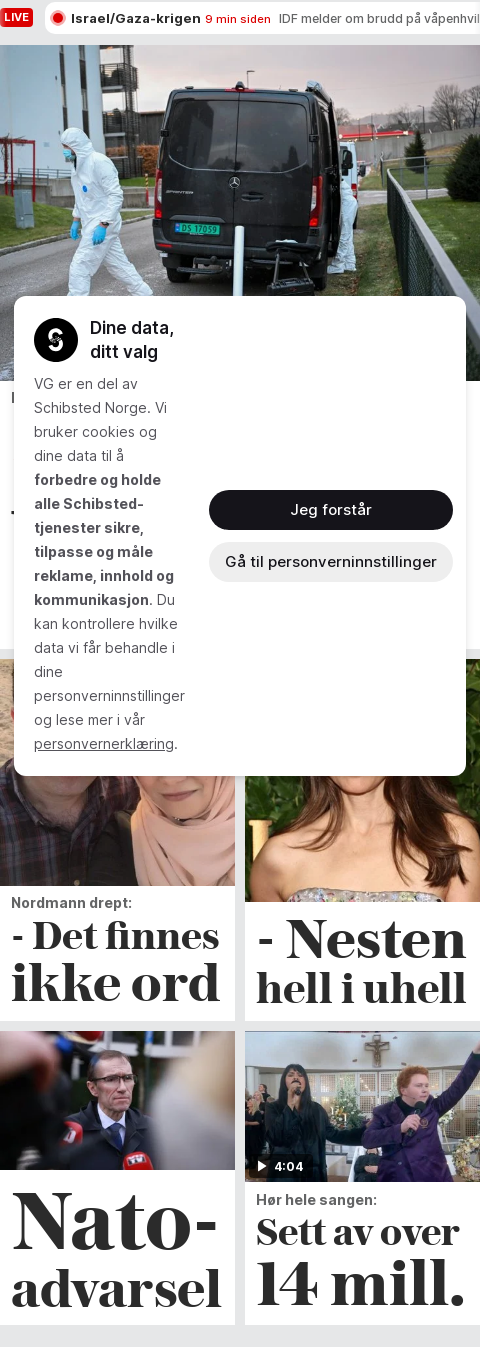 LIVE
Israel/Gaza-krigen 9 min siden IDF melder om brudd på våpenhvil
SPRINTER
DS 17059
Dine data,
ditt valg
VG er en del av
Schibsted Norge. Vi
bruker cookies og
dine data til å
forbedre og holde
alle Schibsted-
tjenester sikre,
tilpasse og måle
reklame, innhold og
kommunikasjon. Du
kan kontrollere hvilke
data vi får behandle i
dine
personverninnstillinger
og lese mer i vår
personvernerklæring.
Jeg forstår
Gå til personverninnstillinger
Nordmann drept:
- Det finnes
ikke ord
- Nesten
hell i uhell
Nato-
advarsel
4:04
Hør hele sangen:
Sett av over
14 mill.